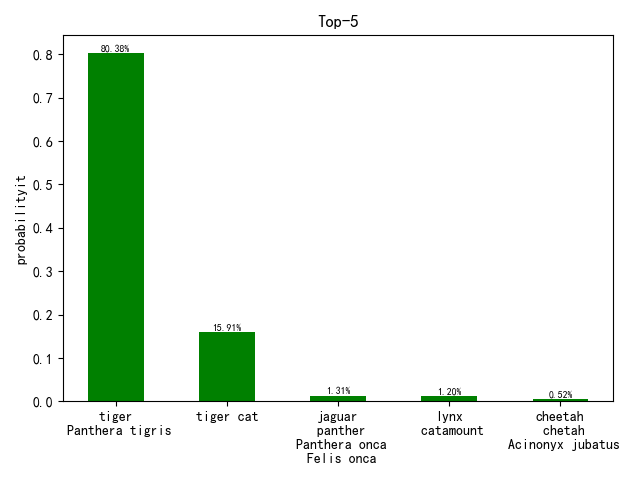 Top-5
probabilityit
0.8
0.7
0.6
0.5
0.4
0.3
0.2
0.1
0.0
80.38%
15.91%
1.31%
1.20%
0.52%
tiger
Panthera tigris
tiger cat
jaguar
panther
Panthera onca
Felis onca
lynx
catamount
cheetah
chetah
Acinonyx jubatus